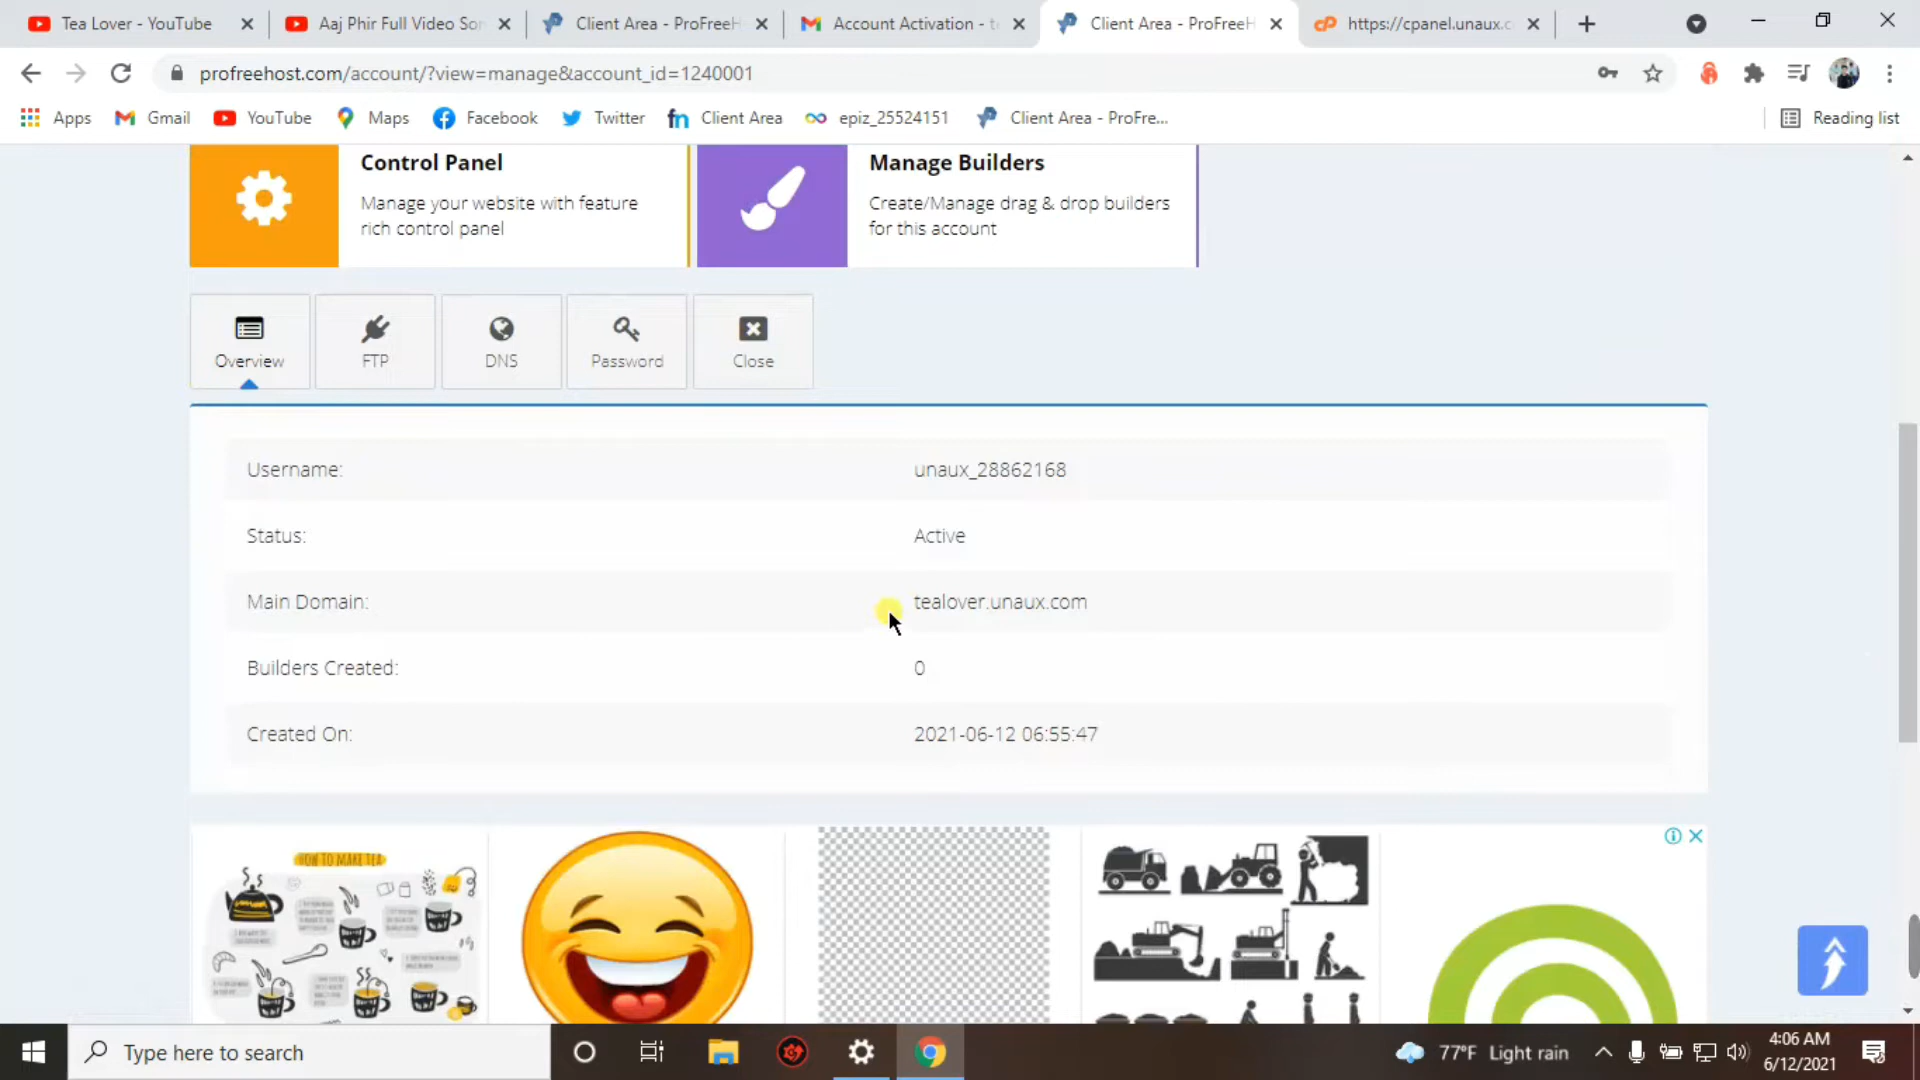 Tea Lover - YouTube
Aaj Phir Full Video Son
Client Area - ProFreeH
Account Activation - t
Client Area - ProFreeH
https://cpanel.unaux.c
profreehost.com/account/?view=manage&account_id=1240001
Apps
Gmail
YouTube
Maps
Facebook
Twitter
Client Area
epiz_25524151
Client Area - ProFre...
Reading list
Control Panel
Manage your website with feature
rich control panel
Manage Builders
Create/Manage drag & drop builders
for this account
Overview
FTP
DNS
Password
Close
Username:
unaux_28862168
Status:
Active
Main Domain:
tealover.unaux.com
Builders Created:
0
Created On:
2021-06-12 06:55:47
HOW TO MAKE TEA
Type here to search
77°F Light rain
4:06 AM
6/12/2021